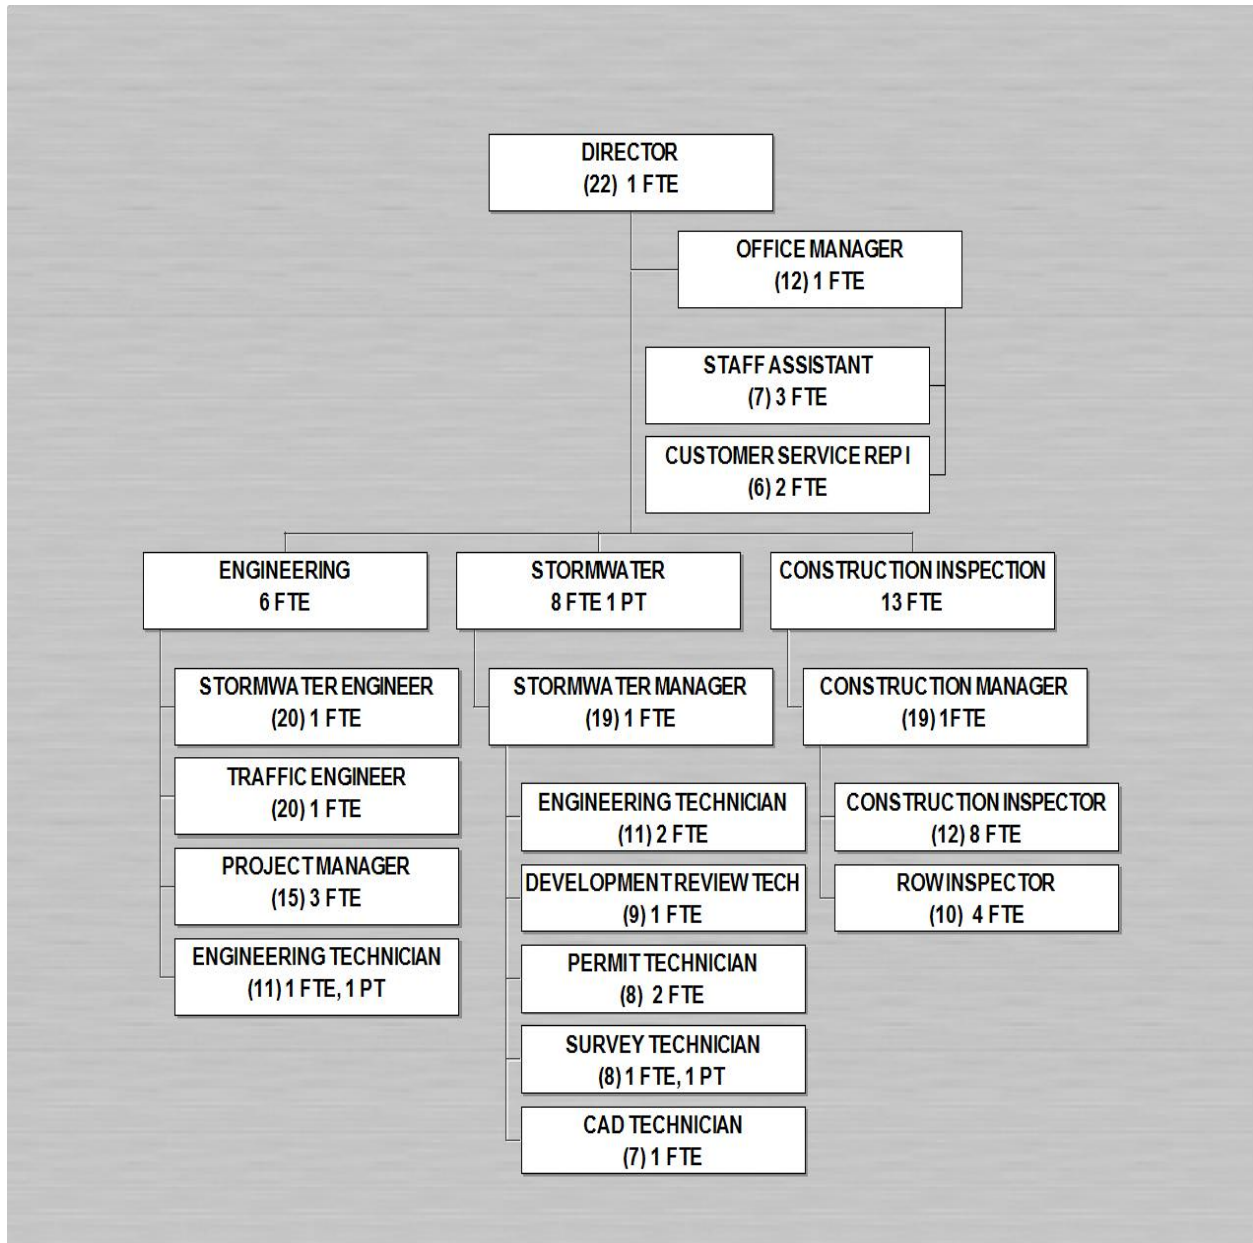 DIRECTOR
(22) 1 FTE
OFFICE MANAGER
(12) 1 FTE
STAFF ASSISTANT
(7) 3 FTE
CUSTOMER SERVICE REP I
(6) 2 FTE
ENGINEERING
6 FTE
STORMWATER
8 FTE 1 PT
CONSTRUCTION INSPECTION
13 FTE
STORMWATER ENGINEER
(20) 1 FTE
TRAFFIC ENGINEER
(20) 1 FTE
PROJECT MANAGER
(15) 3 FTE
ENGINEERING TECHNICIAN
(11) 1 FTE, 1 PT
STORMWATER MANAGER
(19) 1 FTE
ENGINEERING TECHNICIAN
(11) 2 FTE
DEVELOPMENT REVIEW TECH
(9) 1 FTE
PERMIT TECHNICIAN
(8) 2 FTE
SURVEY TECHNICIAN
(8) 1 FTE, 1 PT
CAD TECHNICIAN
(7) 1 FTE
CONSTRUCTION MANAGER
(19) 1FTE
CONSTRUCTION INSPECTOR
(12) 8 FTE
ROW INSPECTOR
(10) 4 FTE